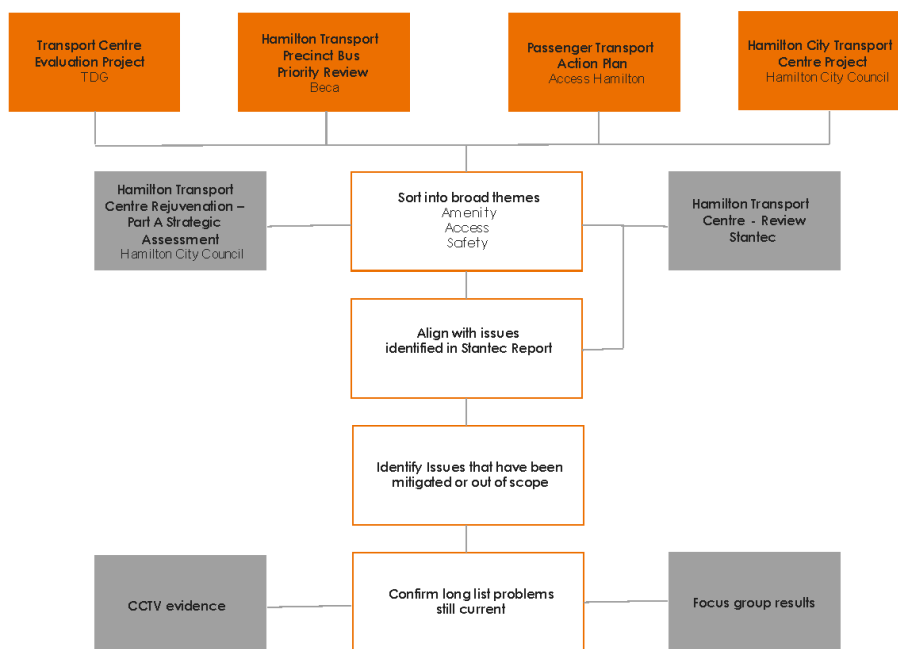 Transport Centre
Evaluation Project
TDG
Hamilton Transport
Precinct Bus
Priority Review
Beca
Passenger Transport
Action Plan
Access Hamilton
Hamilton City Transport
Centre Project
Hamilton City Council
Hamilton Transport
Centre Rejuvenation –
Part A Strategic
Assessment
Hamilton City Council
Sort into broad themes
Amenity
Access
Safety
Hamilton Transport
Centre - Review
Stantec
Align with issues
identified in Stantec Report
Identify Issues that have been
mitigated or out of scope
CCTV evidence
Confirm long list problems
still current
Focus group results